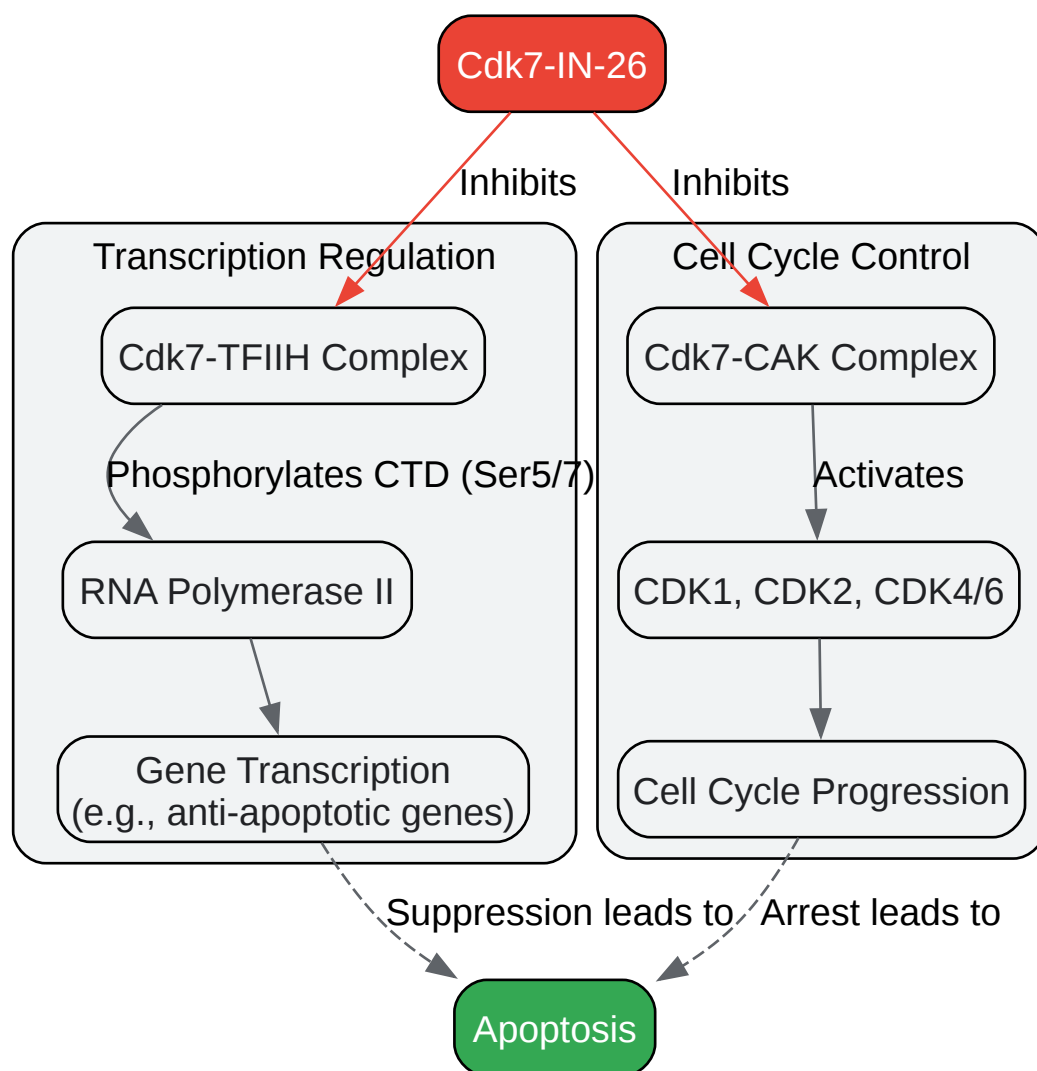 Cdk7-IN-26
Inhibits
Inhibits
Transcription Regulation
Cdk7-TFIIH Complex
Phosphorylates CTD (Ser5/7)
RNA Polymerase II
Gene Transcription
(e.g., anti-apoptotic genes)
Cell Cycle Control
Cdk7-CAK Complex
Activates
CDK1, CDK2, CDK4/6
Cell Cycle Progression
Suppression leads to
Arrest leads to
Apoptosis